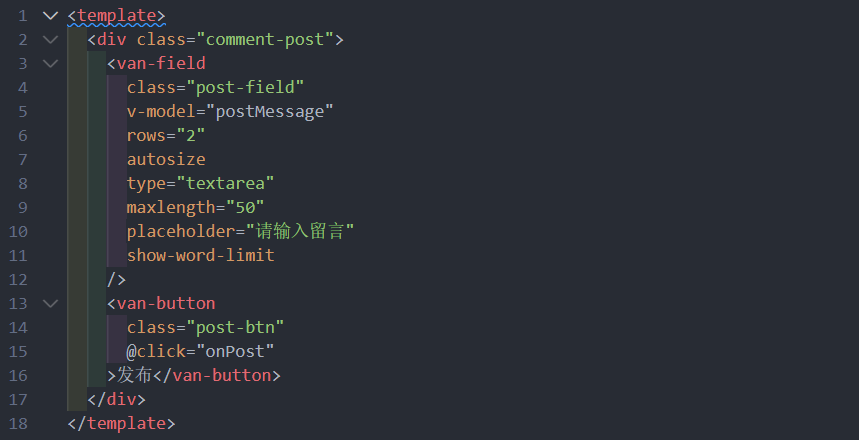 1 <template>
2 <div class="comment-post">
3 <van-field
4 class="post-field"
5 v-model="postMessage"
6 rows="2"
7 autosize
8 type="textarea"
9 maxlength="50"
10 placeholder="请输入留言"
11 show-word-limit
12 />
13 <van-button
14 class="post-btn"
15 @click="onPost"
16 >发布</van-button>
17 </div>
18 </template>